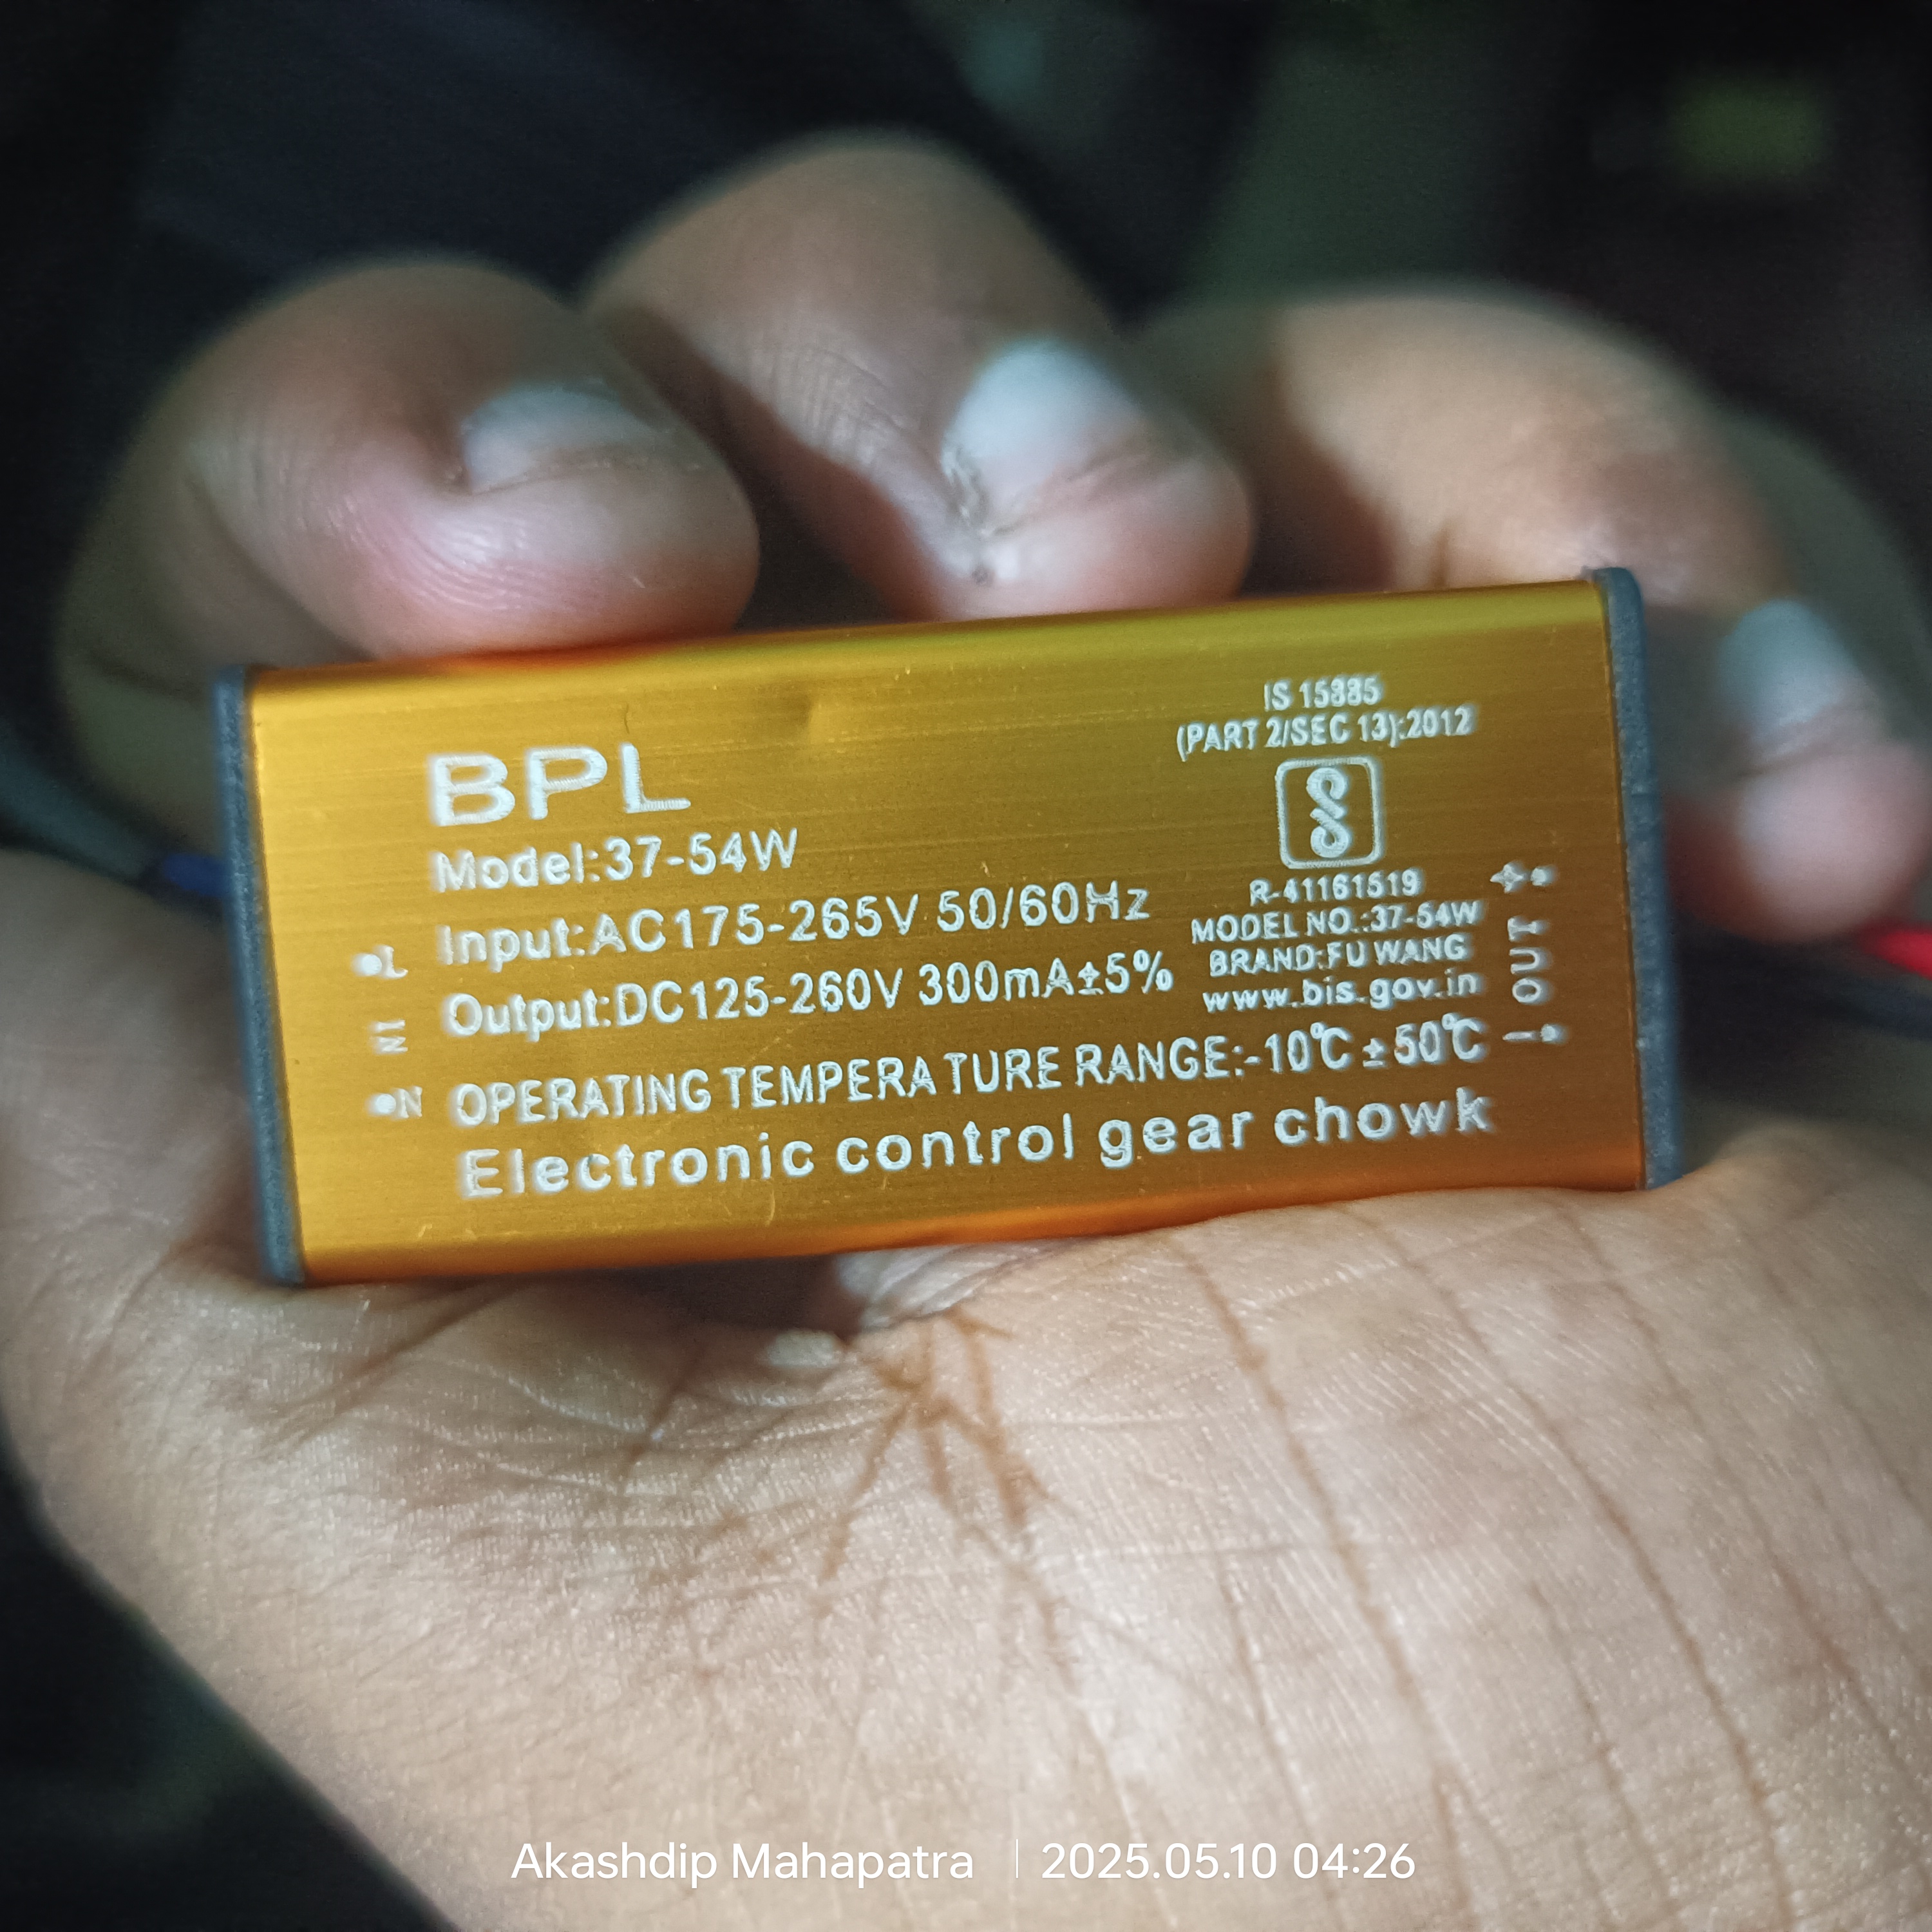 IS 15885
(PART 2/SEC 13):2012
BPL
Model:37-54W
Input:AC175-265V 50/60Hz
Output:DC125-260V 300mA±5%
R-41161519
MODEL NO.:37-54W
BRAND:FU WANG
www.bis.gov.in
L
IN
N
+
OUT
-
OPERATING TEMPERA TURE RANGE:-10℃±50℃
Electronic control gear chowk
Akashdip Mahapatra | 2025.05.10 04:26